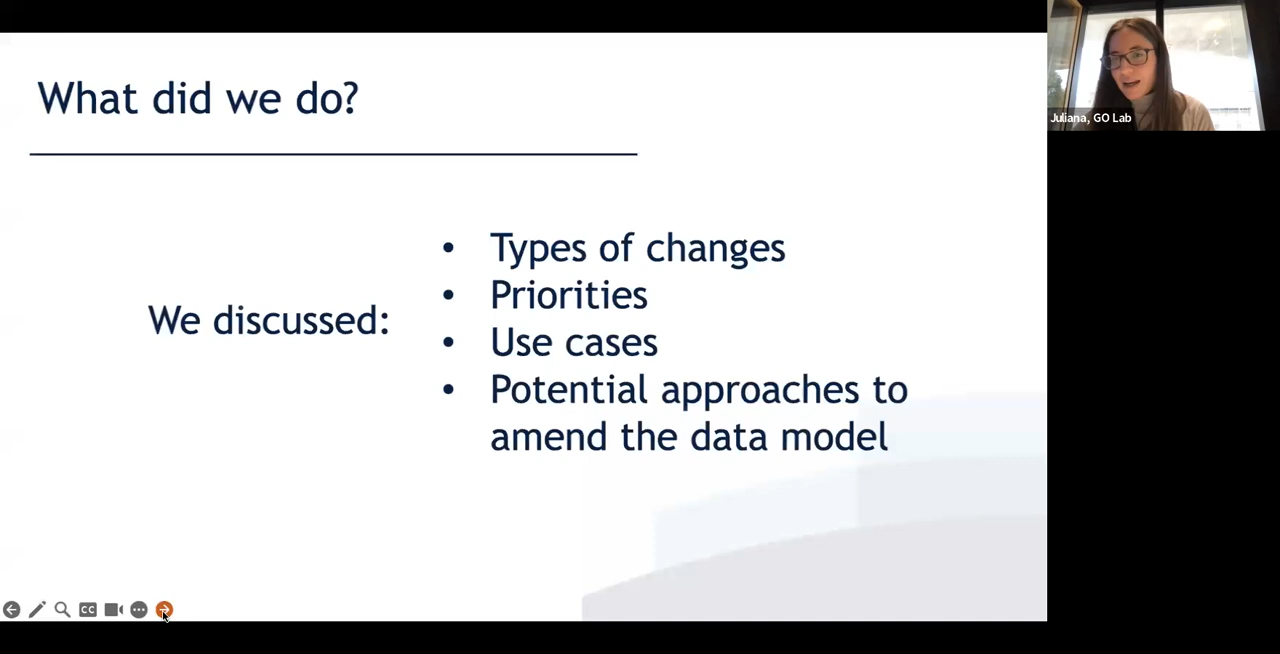 What did we do?
We discussed:
• Types of changes
• Priorities
• Use cases
• Potential approaches to
amend the data model
Juliana, GO Lab
CC